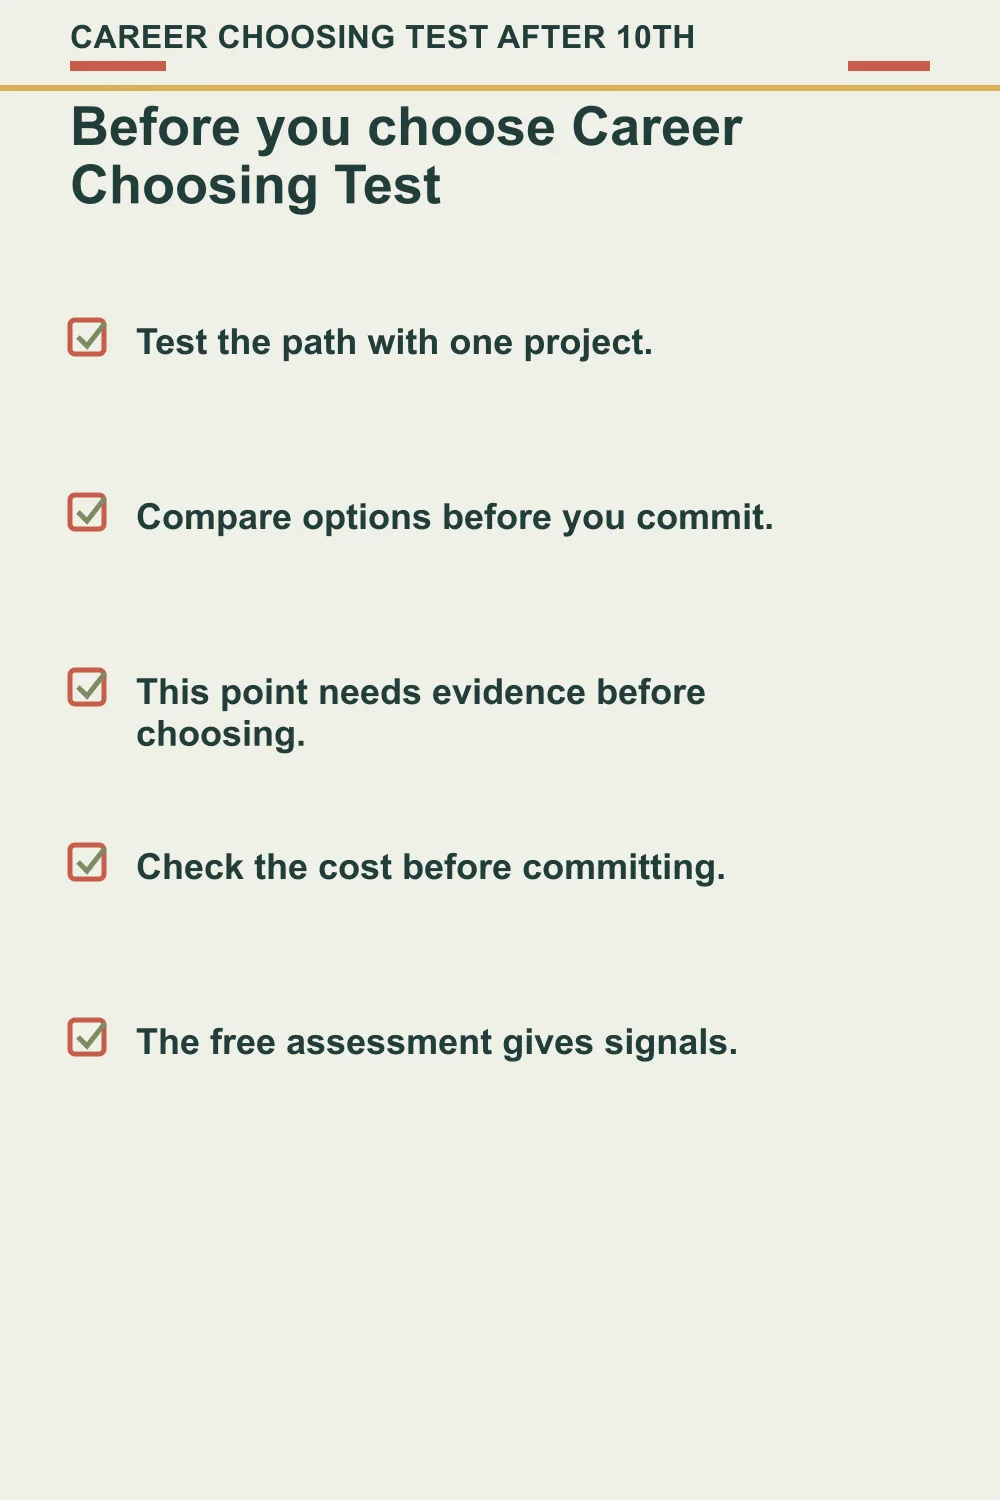 CAREER CHOOSING TEST AFTER 10TH
Before you choose Career
Choosing Test
Test the path with one project.
Compare options before you commit.
This point needs evidence before
choosing.
Check the cost before committing.
The free assessment gives signals.